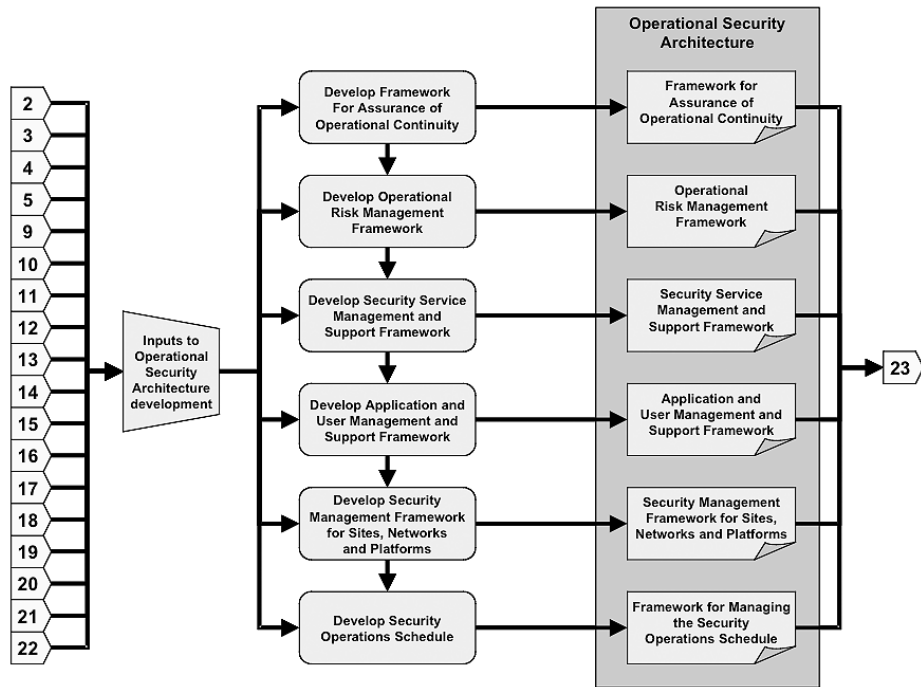 Operational Security
Architecture
2
3
4
5
9
10
11
12
13
14
15
16
17
18
19
20
21
22
Inputs to
Operational
Security
Architecture
development
Develop Framework
For Assurance of
Operational Continuity
Framework for
Assurance of
Operational Continuity
Develop Operational
Risk Management
Framework
Operational
Risk Management
Framework
Develop Security Service
Management and
Support Framework
Security Service
Management and
Support Framework
Develop Application and
User Management and
Support Framework
Application and
User Management and
Support Framework
Develop Security
Management Framework
for Sites, Networks
and Platforms
Security Management
Framework for Sites,
Networks and Platforms
Develop Security
Operations Schedule
Framework for Managing
the Security
Operations Schedule
23